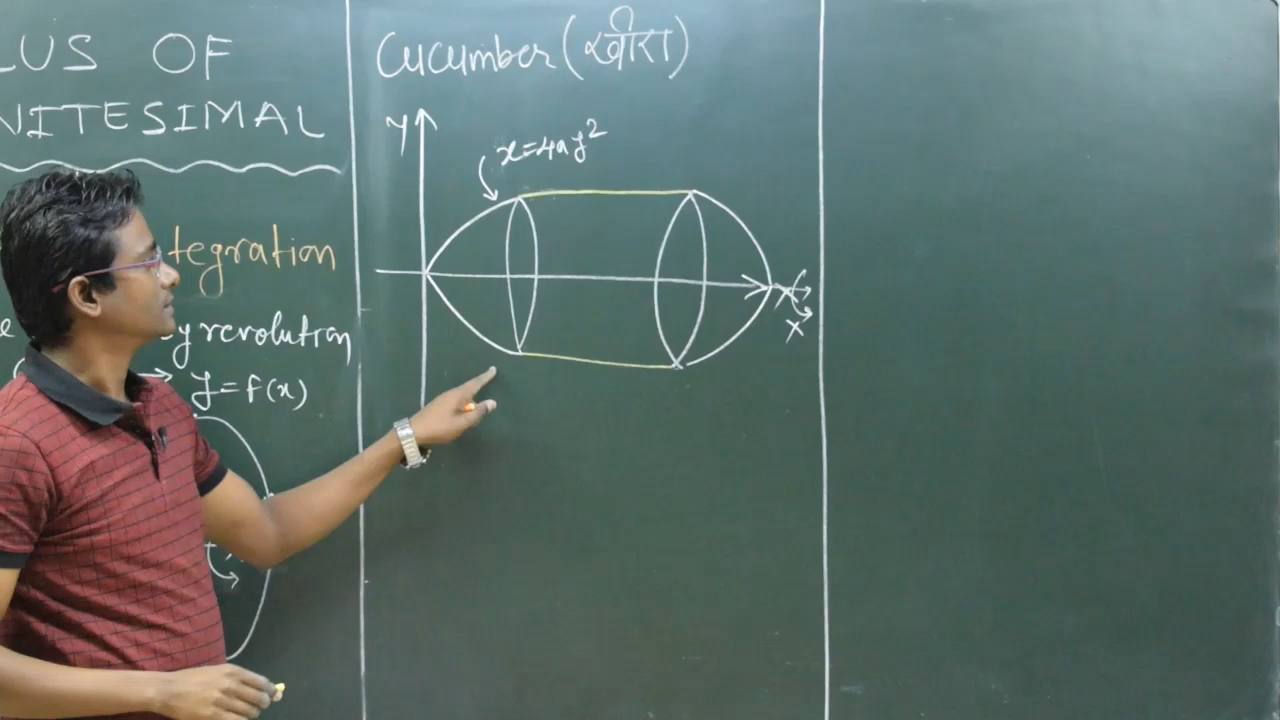 LUS OF
NITESIMAL
tegration
y revolution
y=f(x)
Cucumber (खीरा)
y
x=4ay²
x